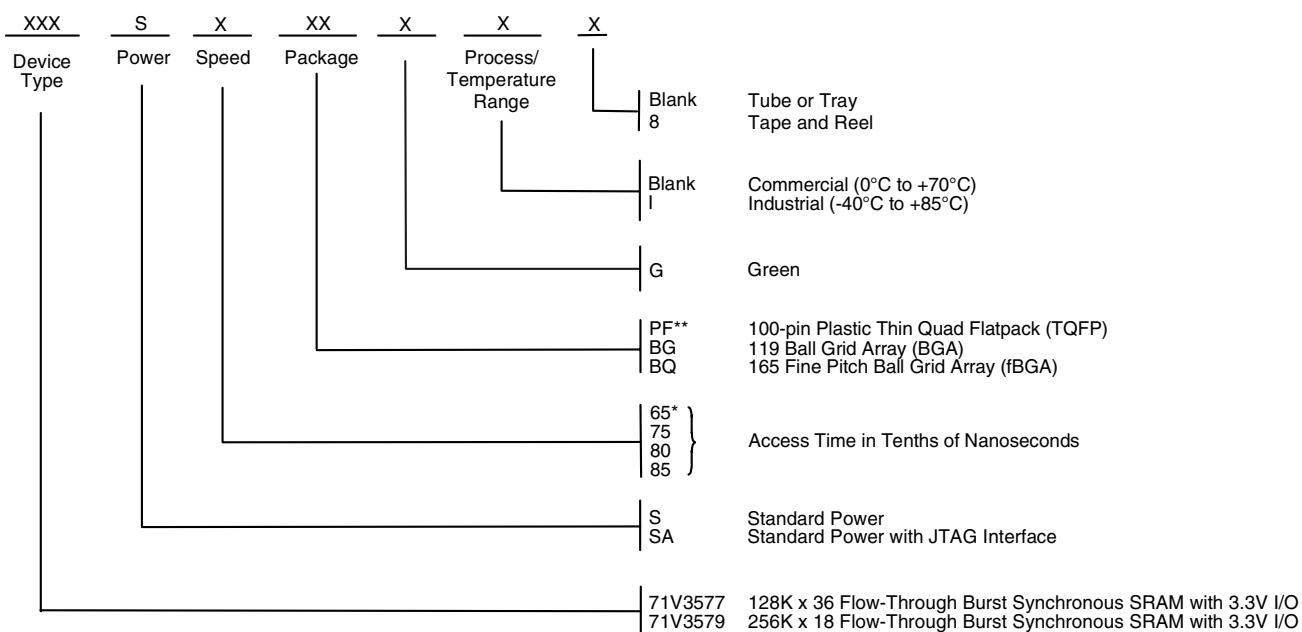 XXX S X XX X X X
Device Type Power Speed Package Process/ Temperature Range
Blank Tube or Tray
8 Tape and Reel
Blank Commercial (0°C to +70°C)
I Industrial (-40°C to +85°C)
G Green
PF** 100-pin Plastic Thin Quad Flatpack (TQFP)
BG 119 Ball Grid Array (BGA)
BQ 165 Fine Pitch Ball Grid Array (fBGA)
65*
75
80
85
Access Time in Tenths of Nanoseconds
S Standard Power
SA Standard Power with JTAG Interface
71V3577 128K x 36 Flow-Through Burst Synchronous SRAM with 3.3V I/O
71V3579 256K x 18 Flow-Through Burst Synchronous SRAM with 3.3V I/O